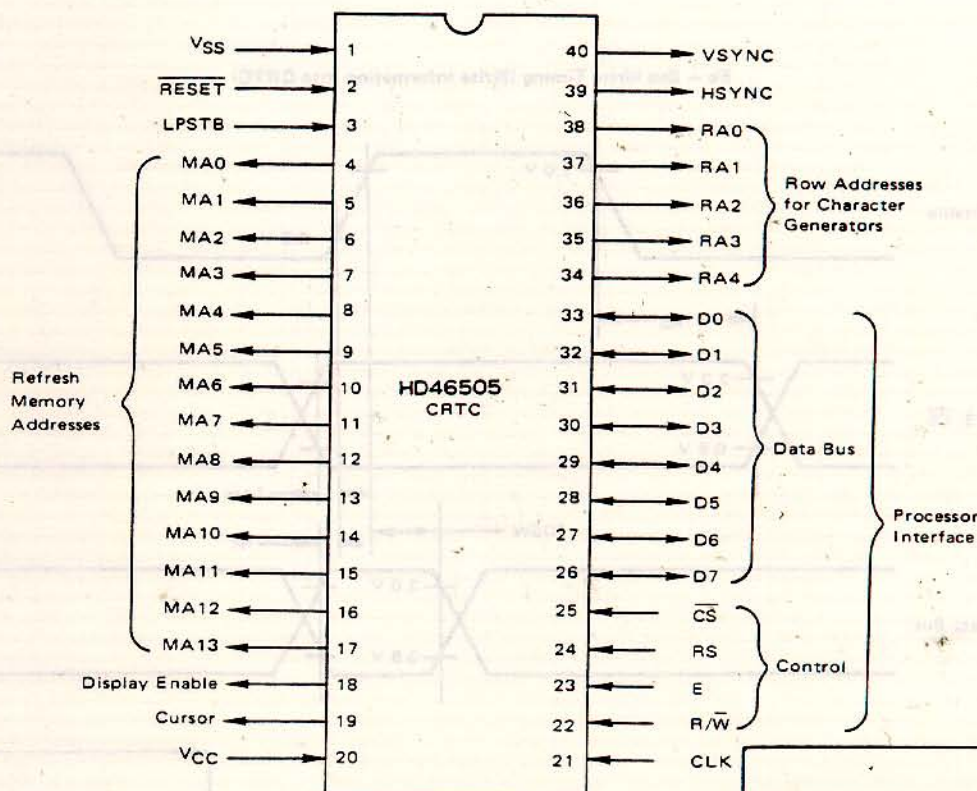 VSS 1
RESET 2
LPSTB 3
MA0 4
MA1 5
MA2 6
MA3 7
MA4 8
MA5 9
MA6 10
MA7 11
MA8 12
MA9 13
MA10 14
MA11 15
MA12 16
MA13 17
Display Enable 18
Cursor 19
VCC 20
Refresh
Memory
Addresses
HD46505
CRTC
40 VSYNC
39 HSYNC
38 RA0
37 RA1
36 RA2
35 RA3
34 RA4
Row Addresses
for Character
Generators
33 D0
32 D1
31 D2
30 D3
29 D4
28 D5
27 D6
26 D7
Data Bus
25 CS
24 RS
23 E
22 R/W
Control
Processor
Interface
21 CLK